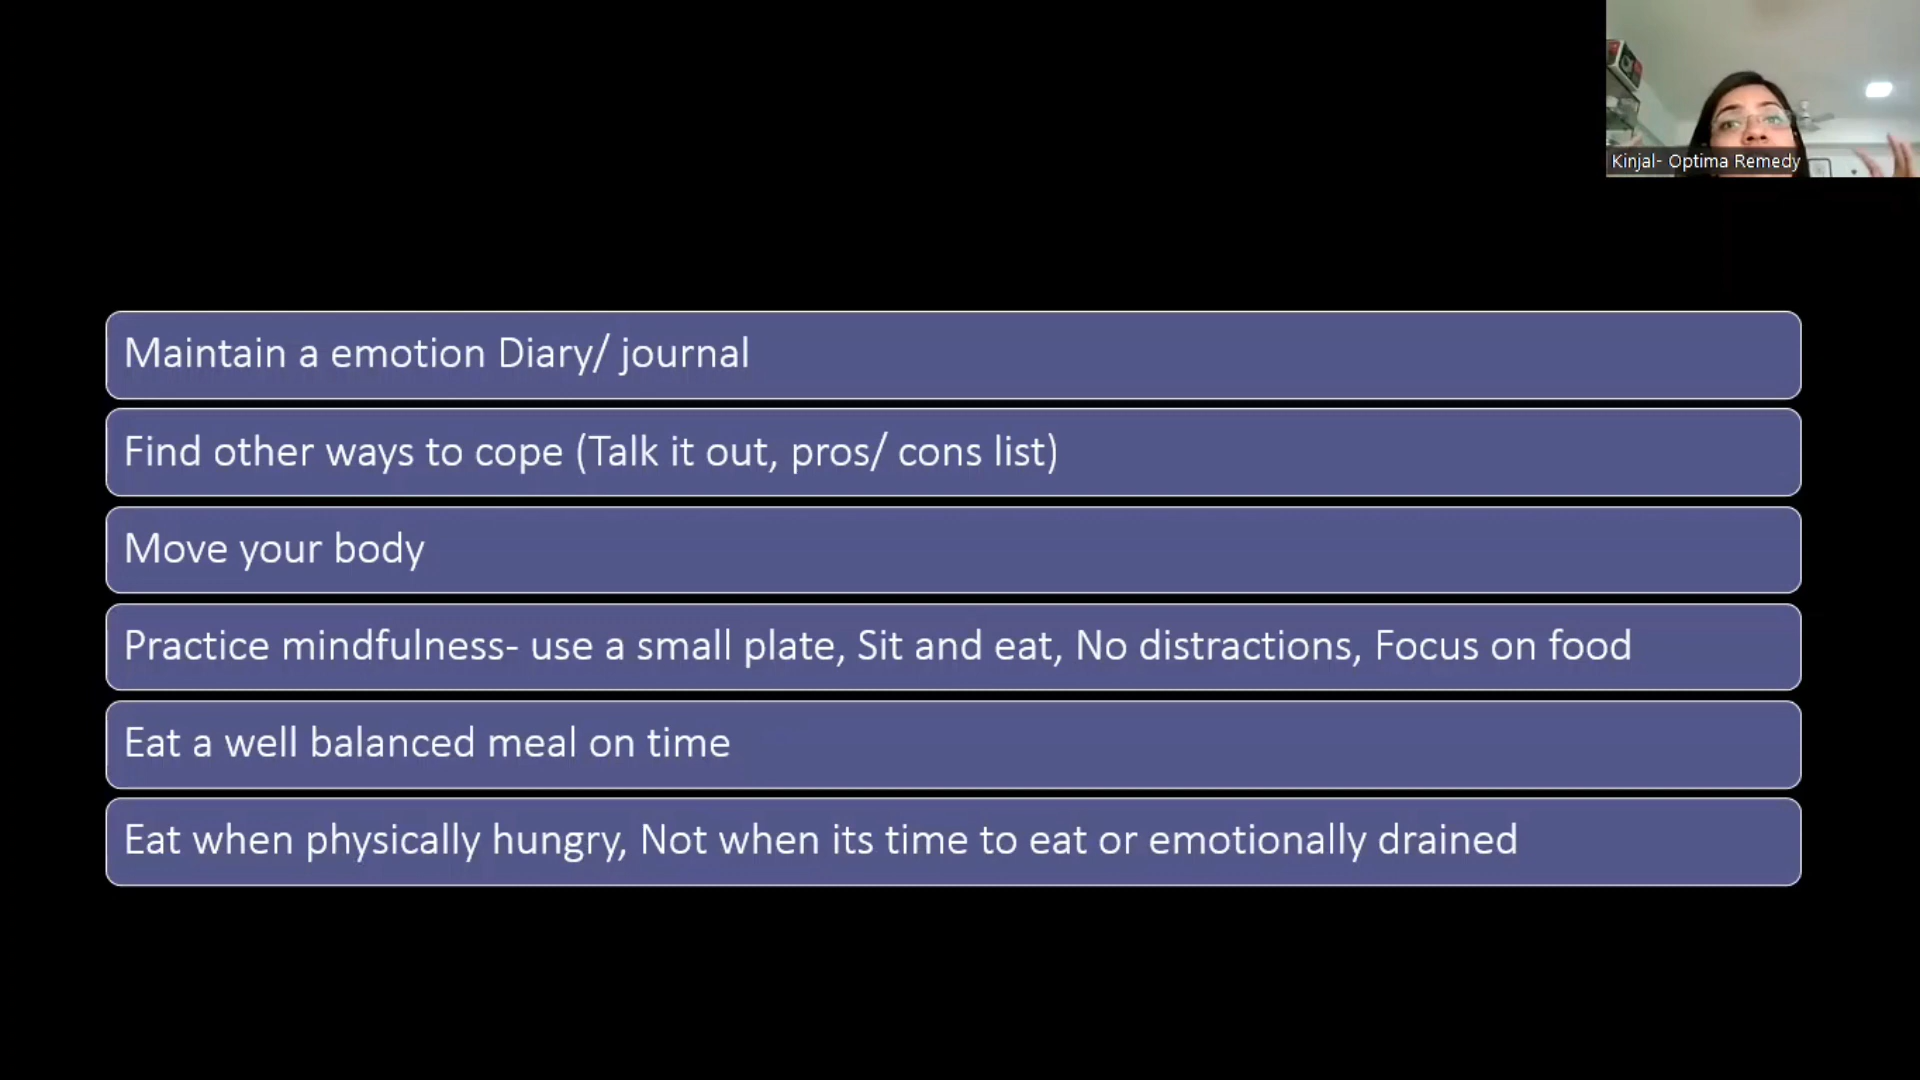 Kinjal- Optima Remedy
Maintain a emotion Diary/ journal
Find other ways to cope (Talk it out, pros/ cons list)
Move your body
Practice mindfulness- use a small plate, Sit and eat, No distractions, Focus on food
Eat a well balanced meal on time
Eat when physically hungry, Not when its time to eat or emotionally drained